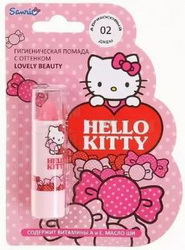 Sanrio
02
ГИГИЕНИЧЕСКАЯ ПОМАДА
С ОТТЕНКОМ
LOVELY BEAUTY
HELLO
KITTY
СОДЕРЖИТ ВИТАМИНЫ А и Е, МАСЛО ШИ